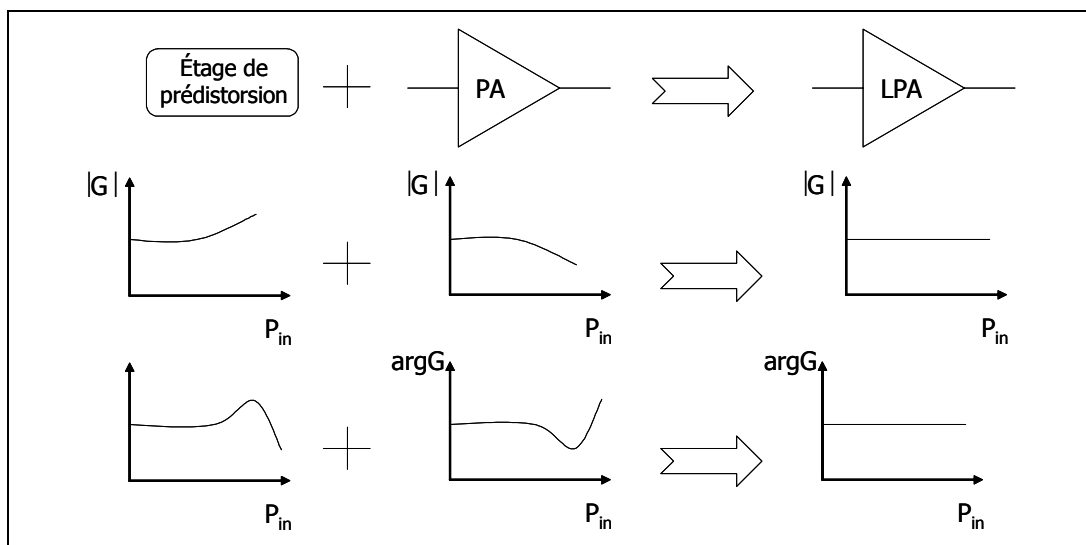 Étage de
prédistorsion
PA
LPA
|G|
|G|
|G|
P_in
P_in
P_in
argG
argG
P_in
P_in
P_in